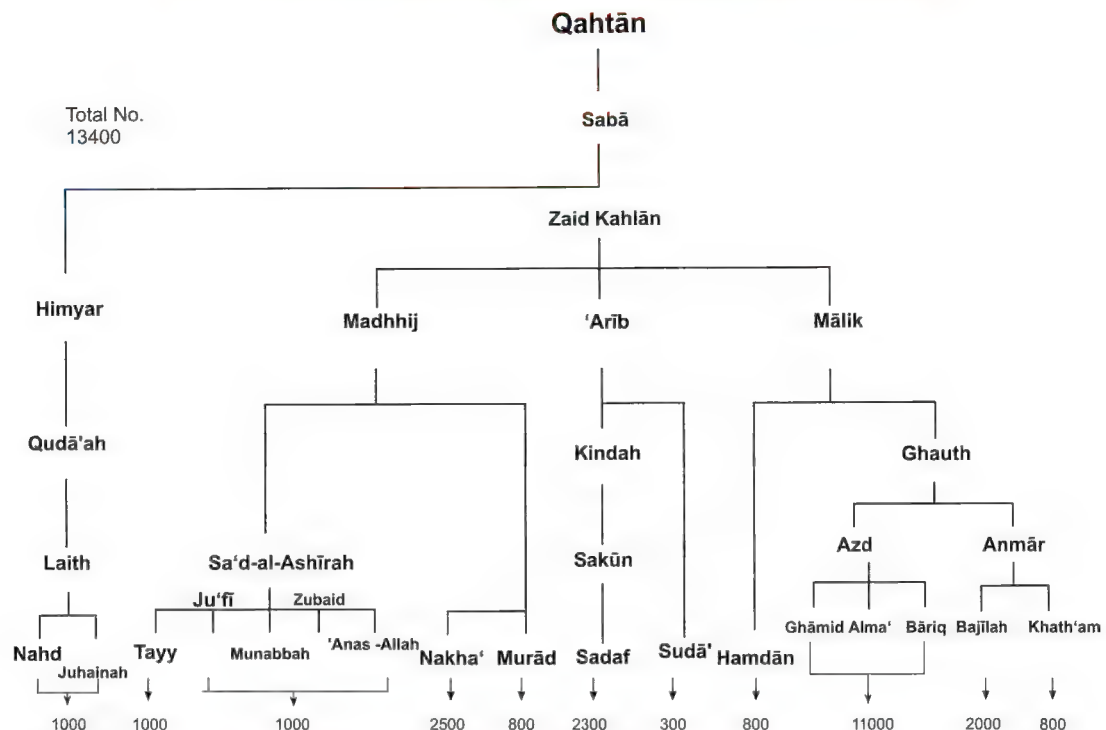 Qahtān
Total No.
13400
Sabā
Zaid Kahlān
Himyar
Madhhij
‘Arīb
Mālik
Qudā'ah
Kindah
Ghauth
Laith
Sa‘d-al-Ashīrah
Sakūn
Azd
Anmār
Ju‘fī
Zubaid
Nahd
Juhainah
Tayy
Munabbah
'Anas -Allah
Nakha‘
Murād
Sadaf
Sudā'
Hamdān
Ghāmid Alma‘ Bāriq
Bajīlah
Khath‘am
1000 1000 1000 2500 800 2300 300 800 11000 2000 800